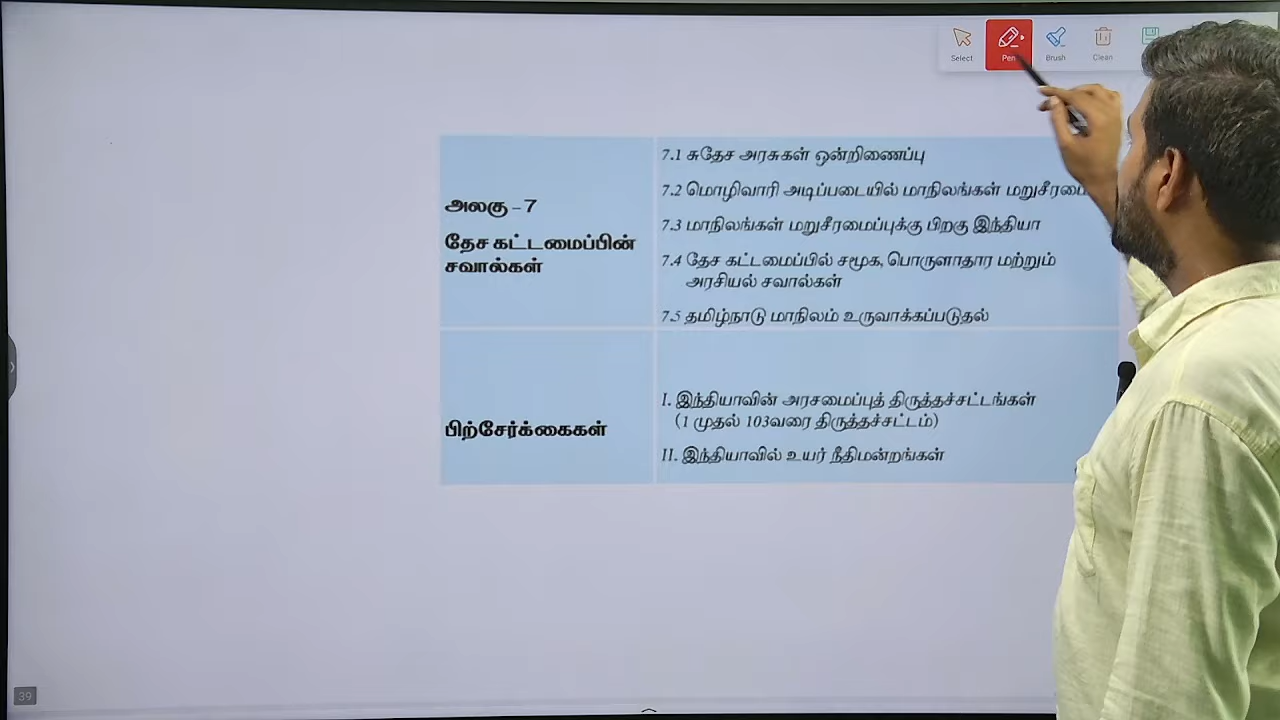 Select
Pen
Brush
Clean
அலகு – 7
தேச கட்டமைப்பின்
சவால்கள்
7.1 சுதேச அரசுகள் ஒன்றிணைப்பு
7.2 மொழிவாரி அடிப்படையில் மாநிலங்கள்
7.3 மாநிலங்கள் மறுசீரமைப்புக்கு பிறகு இந்தியா
7.4 தேச கட்டமைப்பில் சமூக, பொருளாதார மற்றும்
அரசியல் சவால்கள்
7.5 தமிழ்நாடு மாநிலம் உருவாக்கப்படுதல்
பிற்சேர்க்கைகள்
I. இந்தியாவின் அரசமைப்புத் திருத்தச்சட்டங்கள்
(1 முதல் 103வரை திருத்தச்சட்டம்)
II. இந்தியாவில் உயர் நீதிமன்றங்கள்
39